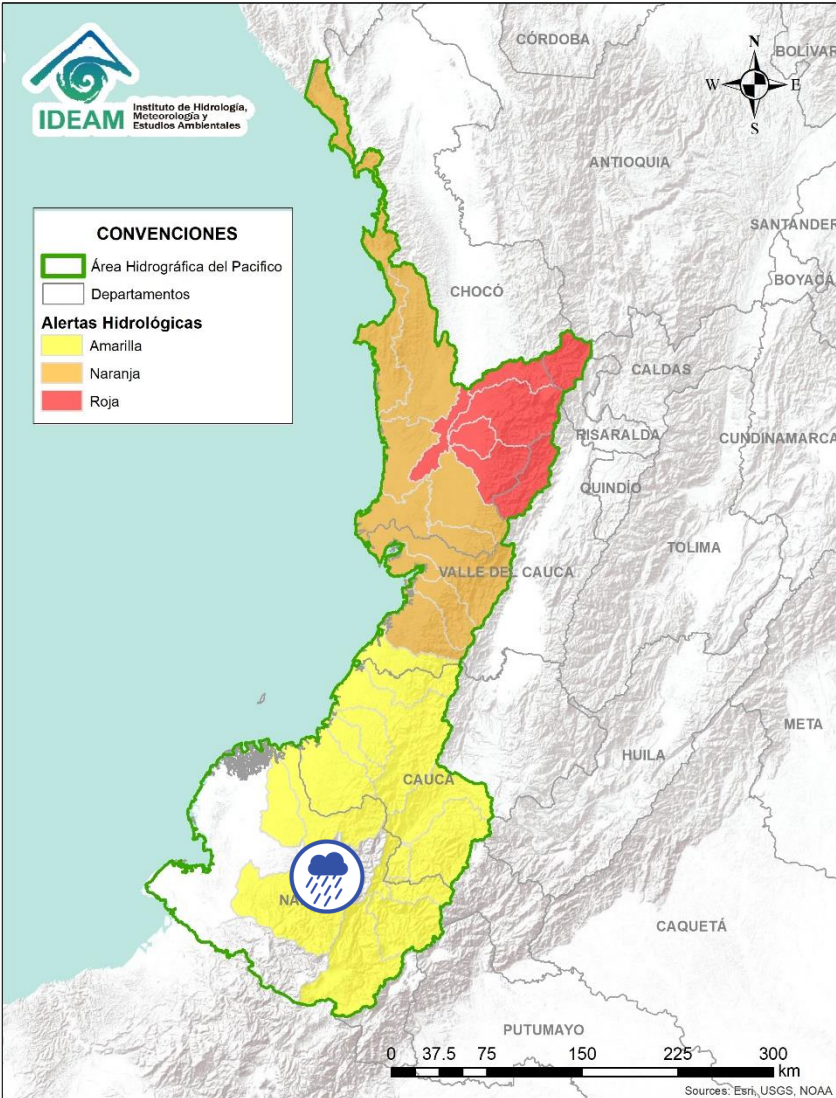 IDEAM
Instituto de Hidrología,
Meteorología y
Estudios Ambientales
CONVENCIONES
Área Hidrográfica del Pacifico
Departamentos
Alertas Hidrológicas
Amarilla
Naranja
Roja
N
W
E
S
CÓRDOBA
BOLÍVAR
ANTIOQUIA
SANTANDER
BOYACÁ
CHOCÓ
CALDAS
RISARALDA
CUNDINAMARCA
QUINDÍO
TOLIMA
VALLE DEL CAUCA
META
HUILA
CAUCA
NA
CAQUETÁ
PUTUMAYO
0 37.5 75 150 225 300
km
Sources: Esri, USGS, NOAA